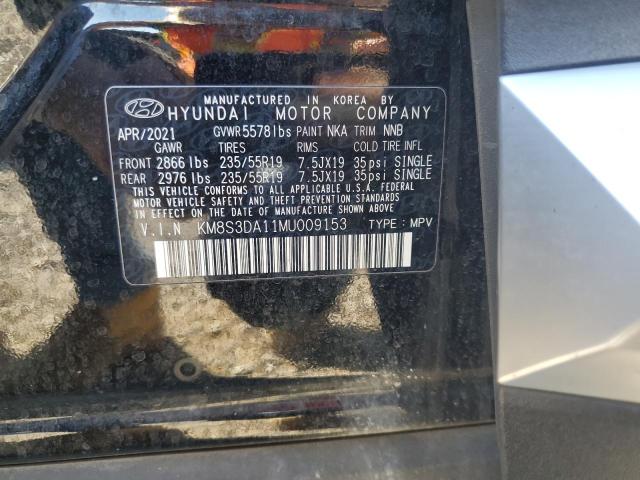 MANUFACTURED IN KOREA BY
HYUNDAI MOTOR COMPANY
APR/2021 GVWR 5578lbs PAINT NKA TRIM NNB
GAWR TIRES RIMS COLD TIRE INFL
FRONT 2866 lbs 235/55R19 7.5JX19 35psi SINGLE
REAR 2976 lbs 235/55R19 7.5JX19 35psi SINGLE
THIS VEHICLE CONFORMS TO ALL APPLICABLE U.S.A. FEDERAL
MOTOR VEHICLE SAFETY, BUMPER, AND THEFT PREVENTION
STANDARDS IN EFFECT ON THE DATE OF MANUFACTURE SHOWN ABOVE.
V.I.N KM8S3DA11MU009153 TYPE : MPV